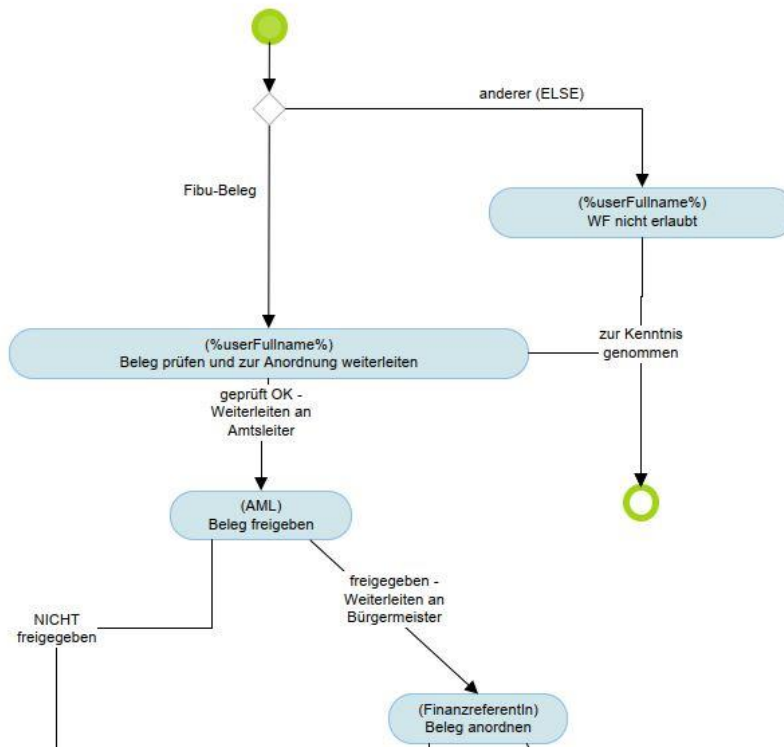 anderer (ELSE)
Fibu-Beleg
(%userFullname%)
WF nicht erlaubt
(%userFullname%)
Beleg prüfen und zur Anordnung weiterleiten
zur Kenntnis
genommen
geprüft OK -
Weiterleiten an
Amtsleiter
(AML)
Beleg freigeben
freigegeben -
Weiterleiten an
Bürgermeister
NICHT
freigegeben
(FinanzreferentIn)
Beleg anordnen